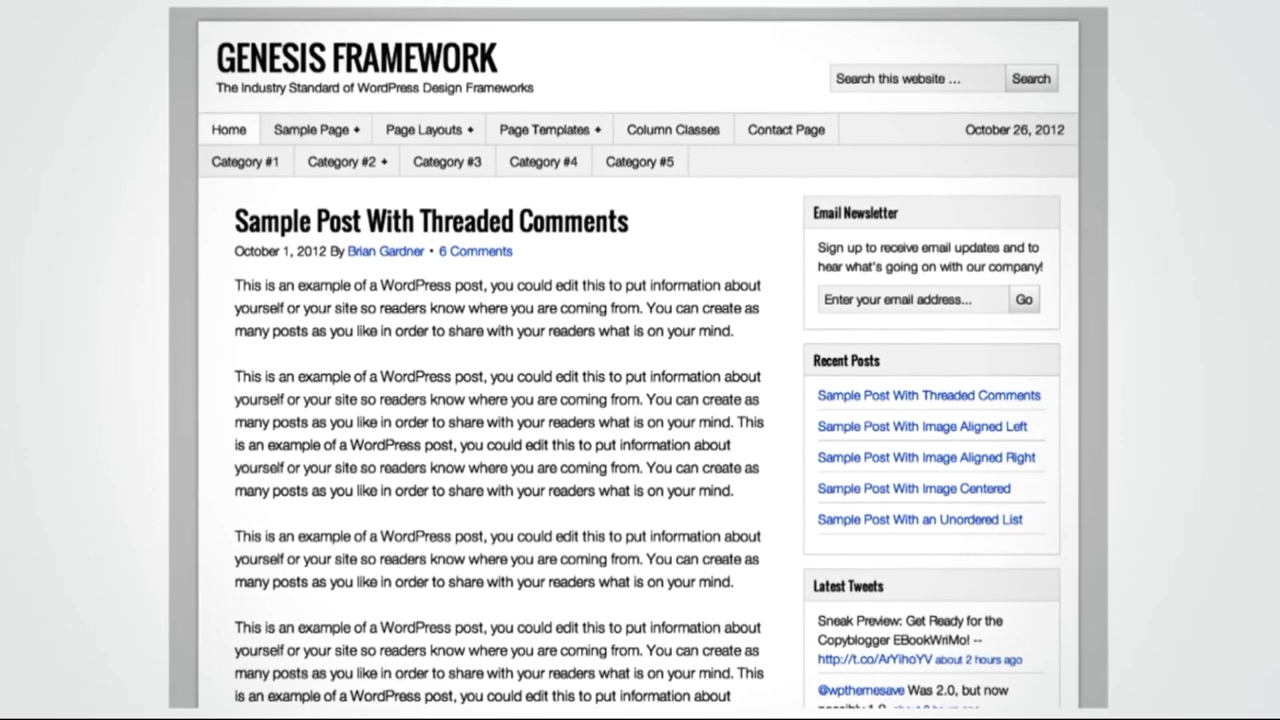 GENESIS FRAMEWORK
The Industry Standard of WordPress Design Frameworks
Search this website ...
Search
Home
Sample Page +
Page Layouts +
Page Templates +
Column Classes
Contact Page
October 26, 2012
Category #1
Category #2 +
Category #3
Category #4
Category #5
Sample Post With Threaded Comments
October 1, 2012 By Brian Gardner • 6 Comments
This is an example of a WordPress post, you could edit this to put information about
yourself or your site so readers know where you are coming from. You can create as
many posts as you like in order to share with your readers what is on your mind.
This is an example of a WordPress post, you could edit this to put information about
yourself or your site so readers know where you are coming from. You can create as
many posts as you like in order to share with your readers what is on your mind. This
is an example of a WordPress post, you could edit this to put information about
yourself or your site so readers know where you are coming from. You can create as
many posts as you like in order to share with your readers what is on your mind.
This is an example of a WordPress post, you could edit this to put information about
yourself or your site so readers know where you are coming from. You can create as
many posts as you like in order to share with your readers what is on your mind.
This is an example of a WordPress post, you could edit this to put information about
yourself or your site so readers know where you are coming from. You can create as
many posts as you like in order to share with your readers what is on your mind. This
is an example of a WordPress post, you could edit this to put information about
Email Newsletter
Sign up to receive email updates and to
hear what's going on with our company!
Enter your email address...
Go
Recent Posts
Sample Post With Threaded Comments
Sample Post With Image Aligned Left
Sample Post With Image Aligned Right
Sample Post With Image Centered
Sample Post With an Unordered List
Latest Tweets
Sneak Preview: Get Ready for the
Copyblogger EBookWriMo! --
http://t.co/ArYihoYV about 2 hours ago
@wpthemesave Was 2.0, but now